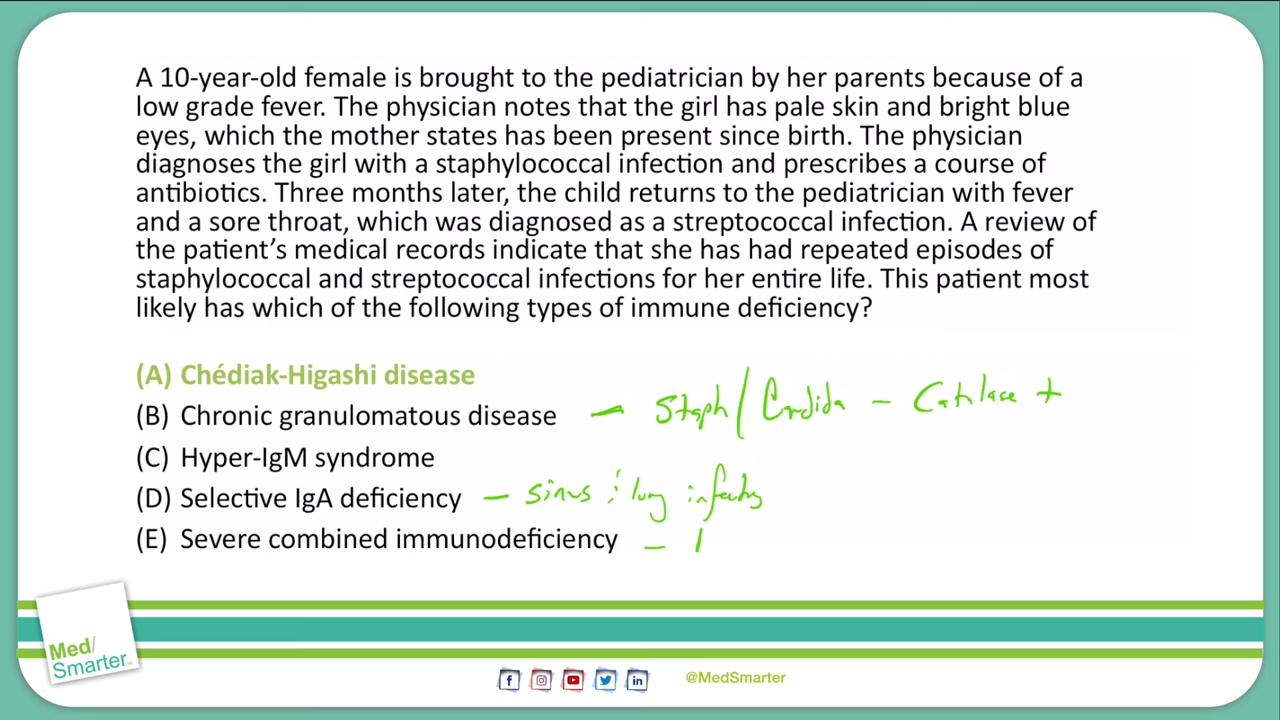 A 10-year-old female is brought to the pediatrician by her parents because of a
low grade fever. The physician notes that the girl has pale skin and bright blue
eyes, which the mother states has been present since birth. The physician
diagnoses the girl with a staphylococcal infection and prescribes a course of
antibiotics. Three months later, the child returns to the pediatrician with fever
and a sore throat, which was diagnosed as a streptococcal infection. A review of
the patient's medical records indicate that she has had repeated episodes of
staphylococcal and streptococcal infections for her entire life. This patient most
likely has which of the following types of immune deficiency?
(A) Chédiak-Higashi disease
(B) Chronic granulomatous disease – Staph / Candida – Catilase +
(C) Hyper-IgM syndrome
(D) Selective IgA deficiency – sinus lung
(E) Severe combined immunodeficiency –
Med/
Smarter™
@MedSmarter